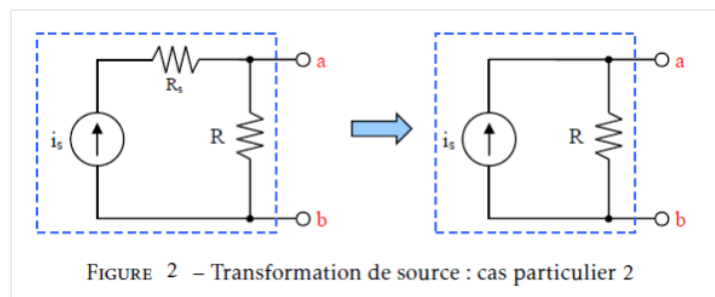 a
Rₛ
iₛ
R
b
a
iₛ
R
b
FIGURE 2 – Transformation de source : cas particulier 2